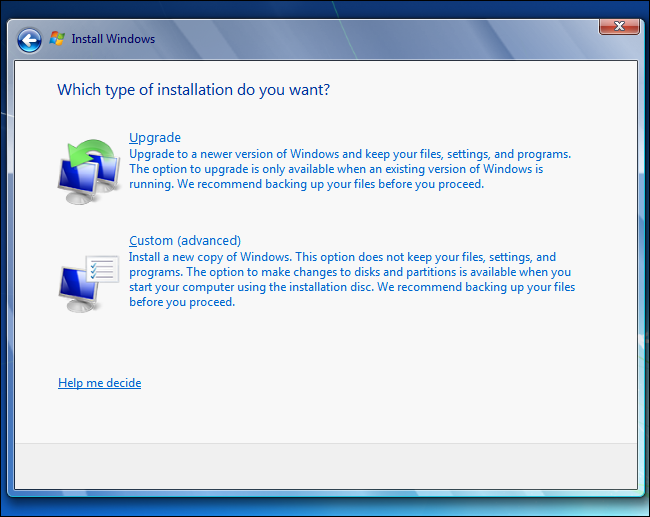 Install Windows
Which type of installation do you want?
Upgrade
Upgrade to a newer version of Windows and keep your files, settings, and programs.
The option to upgrade is only available when an existing version of Windows is
running. We recommend backing up your files before you proceed.
Custom (advanced)
Install a new copy of Windows. This option does not keep your files, settings, and
programs. The option to make changes to disks and partitions is available when you
start your computer using the installation disc. We recommend backing up your files
before you proceed.
Help me decide